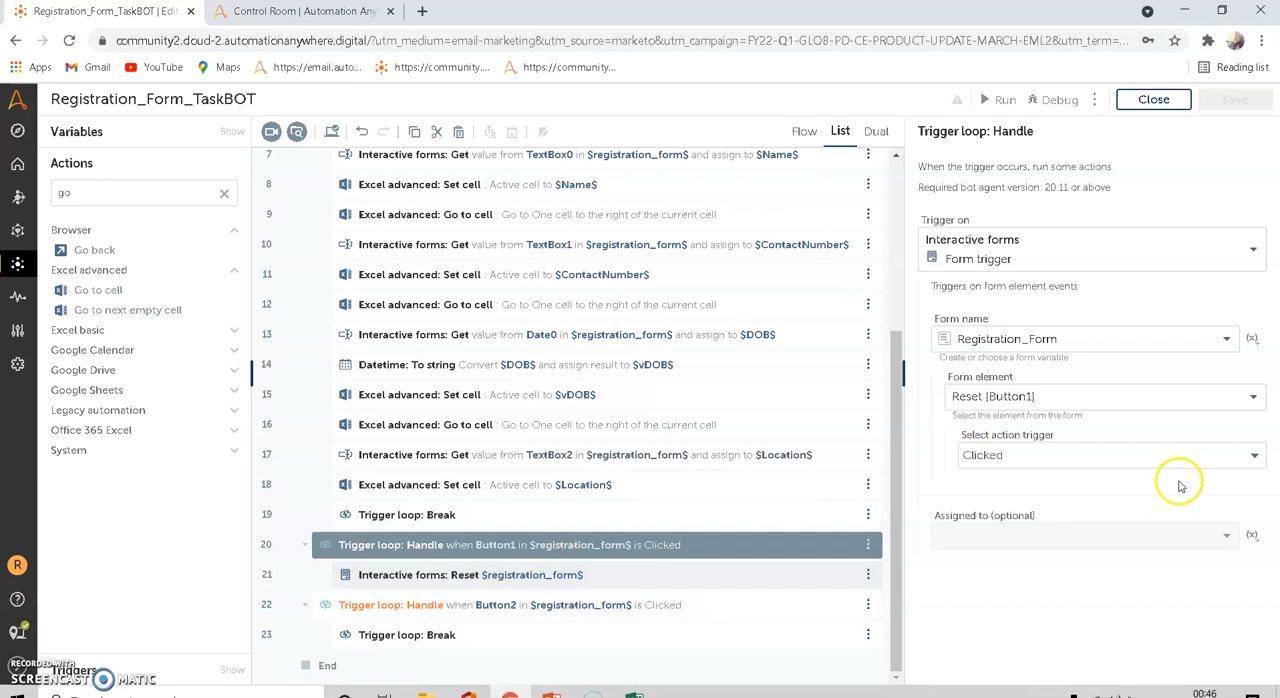 Registration_Form_TaskBOT | Edit
Control Room | Automation Any
community2.cloud-2.automationanywhere.digital/?utm_medium=email-marketing&utm_source=marketo&utm_campaign=FY22-Q1-GLOB-PD-CE-PRODUCT-UPDATE-MARCH-EML2&utm_term=...
Apps Gmail YouTube Maps https://email.auto... https://community.... https://community... Reading list
Registration_Form_TaskBOT Run Debug Close Save
Variables Show Flow List Dual
Actions
go
Browser
Go back
Excel advanced
Go to cell
Go to next empty cell
Excel basic
Google Calendar
Google Drive
Google Sheets
Legacy automation
Office 365 Excel
System
Triggers Show
7 Interactive forms: Get value from TextBox0 in $registration_form$ and assign to $Name$
8 Excel advanced: Set cell : Active cell to $Name$
9 Excel advanced: Go to cell : Go to One cell to the right of the current cell
10 Interactive forms: Get value from TextBox1 in $registration_form$ and assign to $ContactNumber$
11 Excel advanced: Set cell : Active cell to $ContactNumber$
12 Excel advanced: Go to cell : Go to One cell to the right of the current cell
13 Interactive forms: Get value from Date0 in $registration_form$ and assign to $DOB$
14 Datetime: To string Convert $DOB$ and assign result to $vDOB$
15 Excel advanced: Set cell : Active cell to $vDOB$
16 Excel advanced: Go to cell : Go to One cell to the right of the current cell
17 Interactive forms: Get value from TextBox2 in $registration_form$ and assign to $Location$
18 Excel advanced: Set cell : Active cell to $Location$
19 Trigger loop: Break
20 Trigger loop: Handle when Button1 in $registration_form$ is Clicked
21 Interactive forms: Reset $registration_form$
22 Trigger loop: Handle when Button2 in $registration_form$ is Clicked
23 Trigger loop: Break
End
Trigger loop: Handle
When the trigger occurs, run some actions.
Required bot agent version: 20.11 or above
Trigger on
Interactive forms
Form trigger
Triggers on form element events
Form name
Registration_Form
(x)
Create or choose a form variable
Form element
Reset [Button1]
Select the element from the form
Select action trigger
Clicked
Assigned to (optional)
(x)
R
RECORDED WITH
SCREENCAST MATIC
00:46